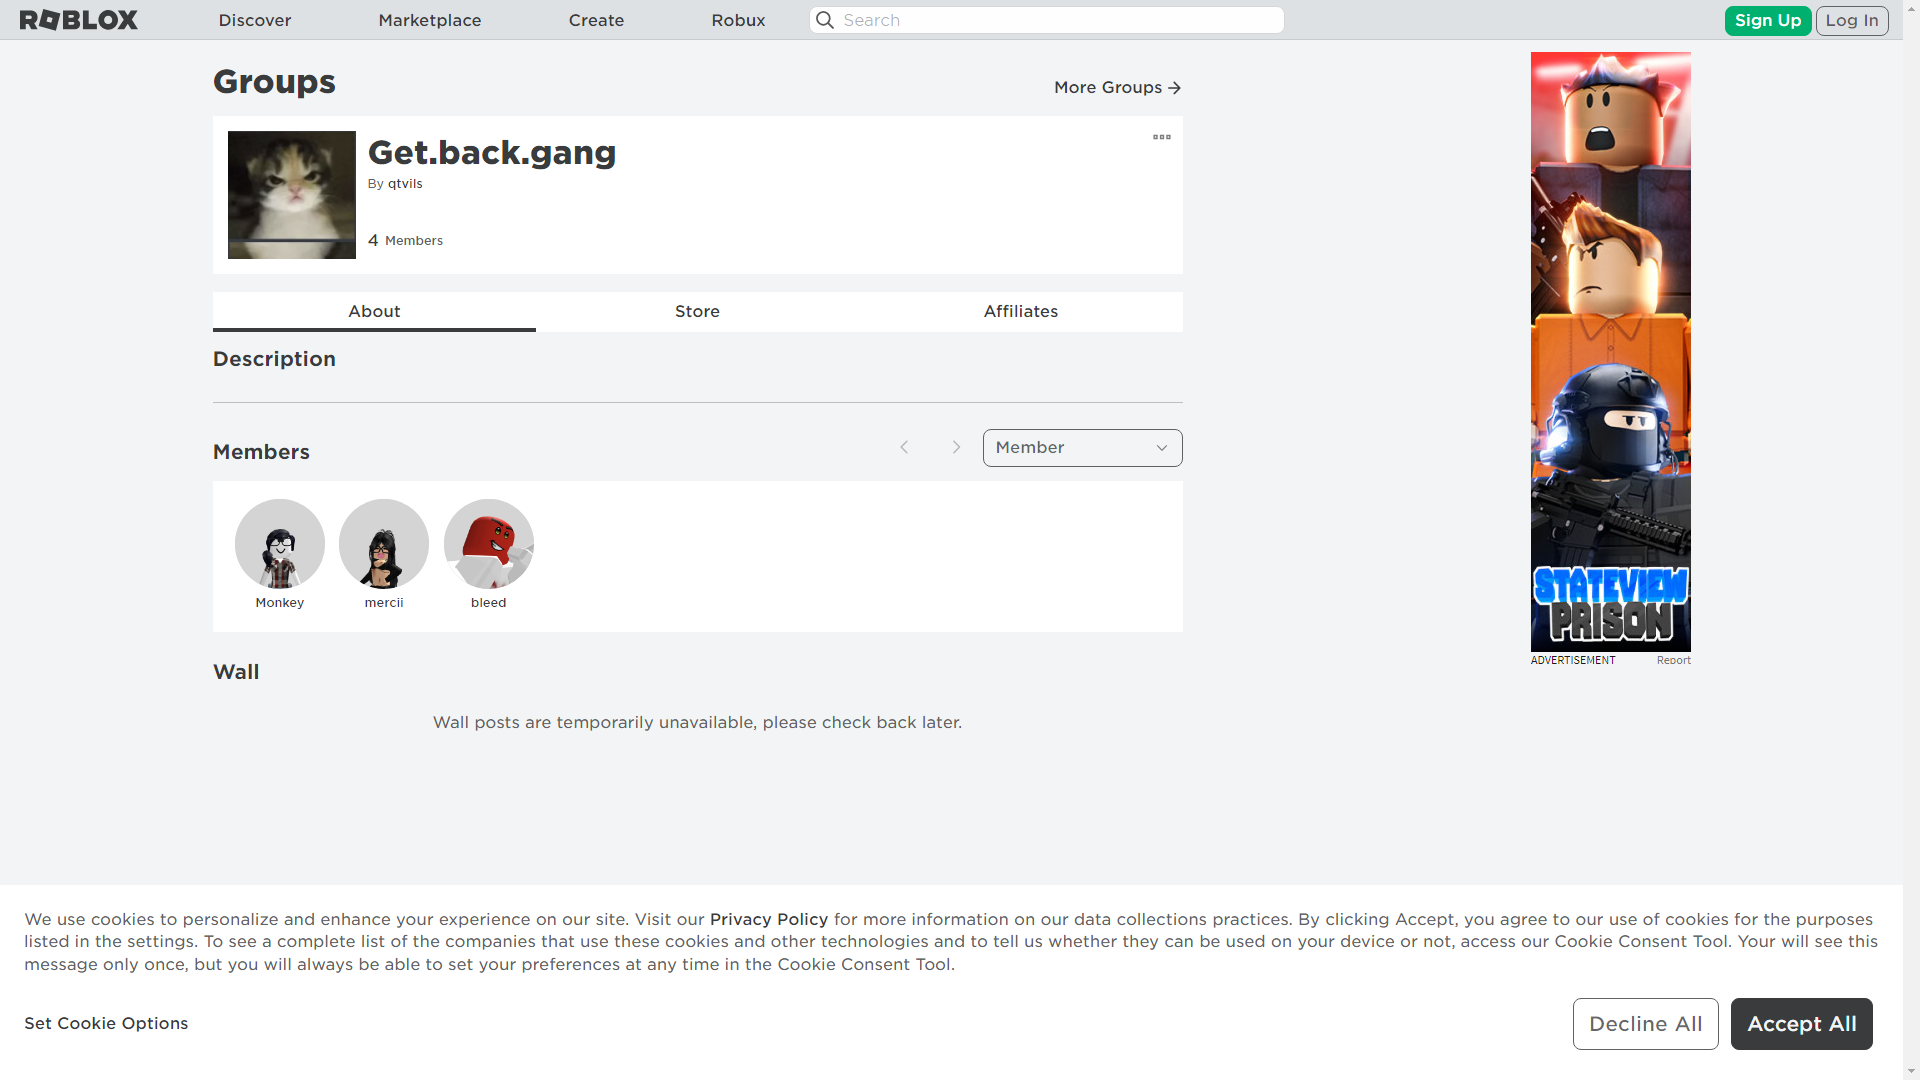 ROBLOX
Discover
Marketplace
Create
Robux
Search
Sign Up
Log In
Groups
More Groups
Get.back.gang
By qtvils
4 Members
About
Store
Affiliates
Description
Members
Member
Monkey
mercii
bleed
Wall
Wall posts are temporarily unavailable, please check back later.
STATEVIEW
PRISON
ADVERTISEMENT
Report
We use cookies to personalize and enhance your experience on our site. Visit our Privacy Policy for more information on our data collections practices. By clicking Accept, you agree to our use of cookies for the purposes
listed in the settings. To see a complete list of the companies that use these cookies and other technologies and to tell us whether they can be used on your device or not, access our Cookie Consent Tool. Your will see this
message only once, but you will always be able to set your preferences at any time in the Cookie Consent Tool.
Set Cookie Options
Decline All
Accept All